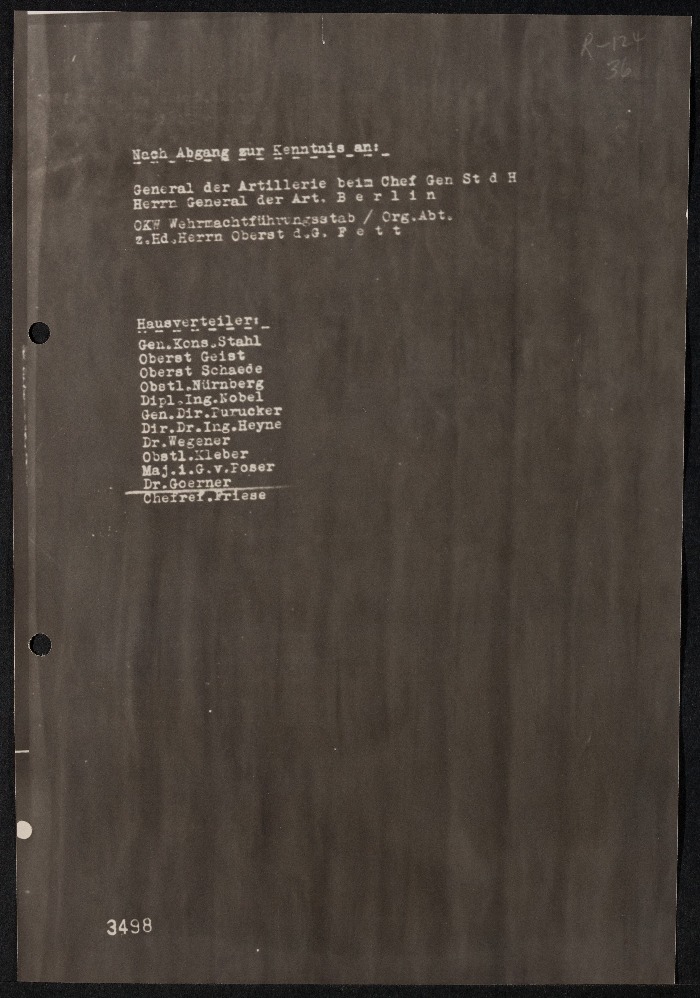 R-124
36
Nach Abgang zur Kenntnis an:
General der Artillerie beim Chef Gen St d H
Herrn General der Art. B e r l i n
OKW Wehrmachtführungsstab / Org.Abt.
z.Hd.Herrn Oberst d.G. F e t t
Hausverteiler:
Gen.Kons.Stahl
Oberst Geist
Oberst Schaede
Obstl.Nürnberg
Dipl.Ing.Nobel
Gen.Dir.Purucker
Dir.Dr.Ing.Heyne
Dr.Wegener
Obstl.Kleber
Maj.i.G.v.Poser
Dr.Goerner
Chefref.Friese
3498